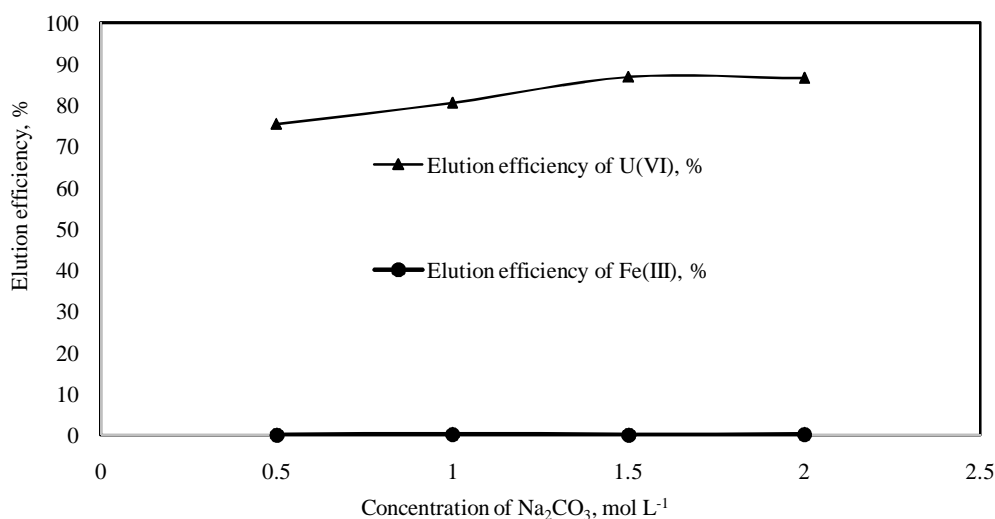 100
90
80
70
60
50
40
30
20
10
0
Elution efficiency, %
Elution efficiency of U(VI), %
Elution efficiency of Fe(III), %
0 0.5 1 1.5 2 2.5
Concentration of Na₂CO₃, mol L⁻¹